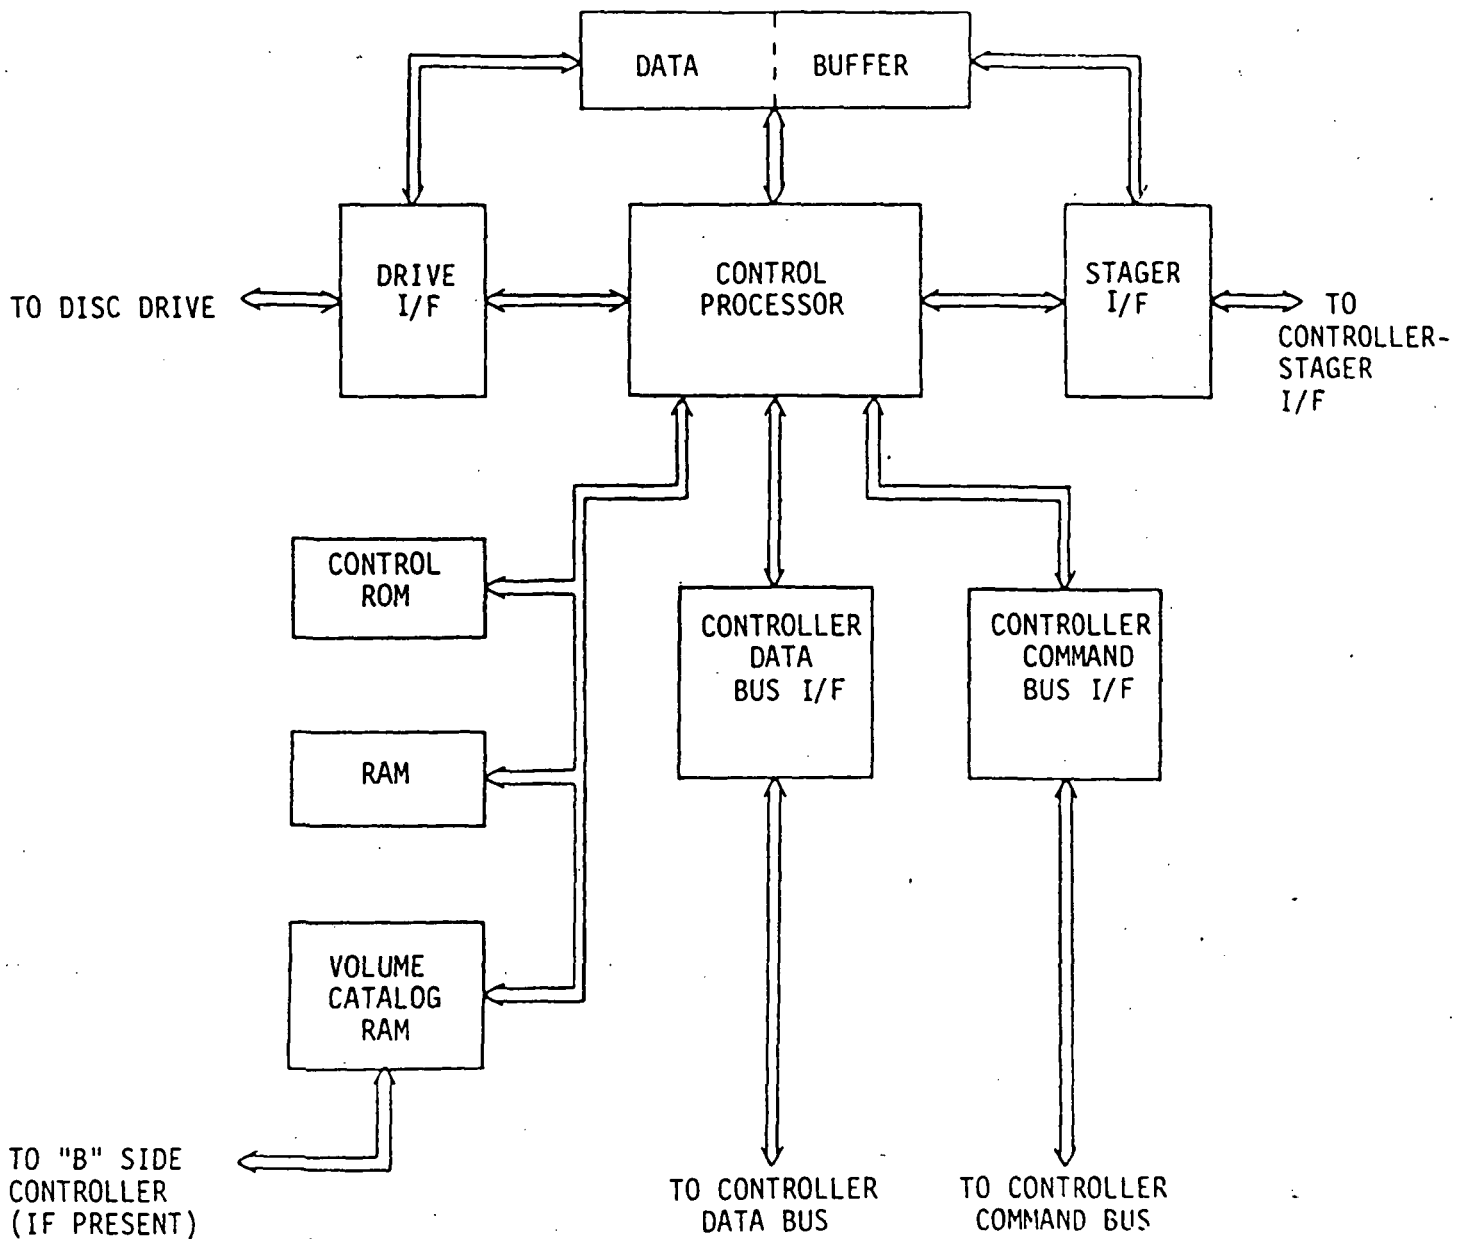 DATA BUFFER
DRIVE
I/F
CONTROL
PROCESSOR
STAGER
I/F
TO DISC DRIVE
TO
CONTROLLER-
STAGER
I/F
CONTROL
ROM
CONTROLLER
DATA
BUS I/F
CONTROLLER
COMMAND
BUS I/F
RAM
VOLUME
CATALOG
RAM
TO "B" SIDE
CONTROLLER
(IF PRESENT)
TO CONTROLLER
DATA BUS
TO CONTROLLER
COMMAND BUS